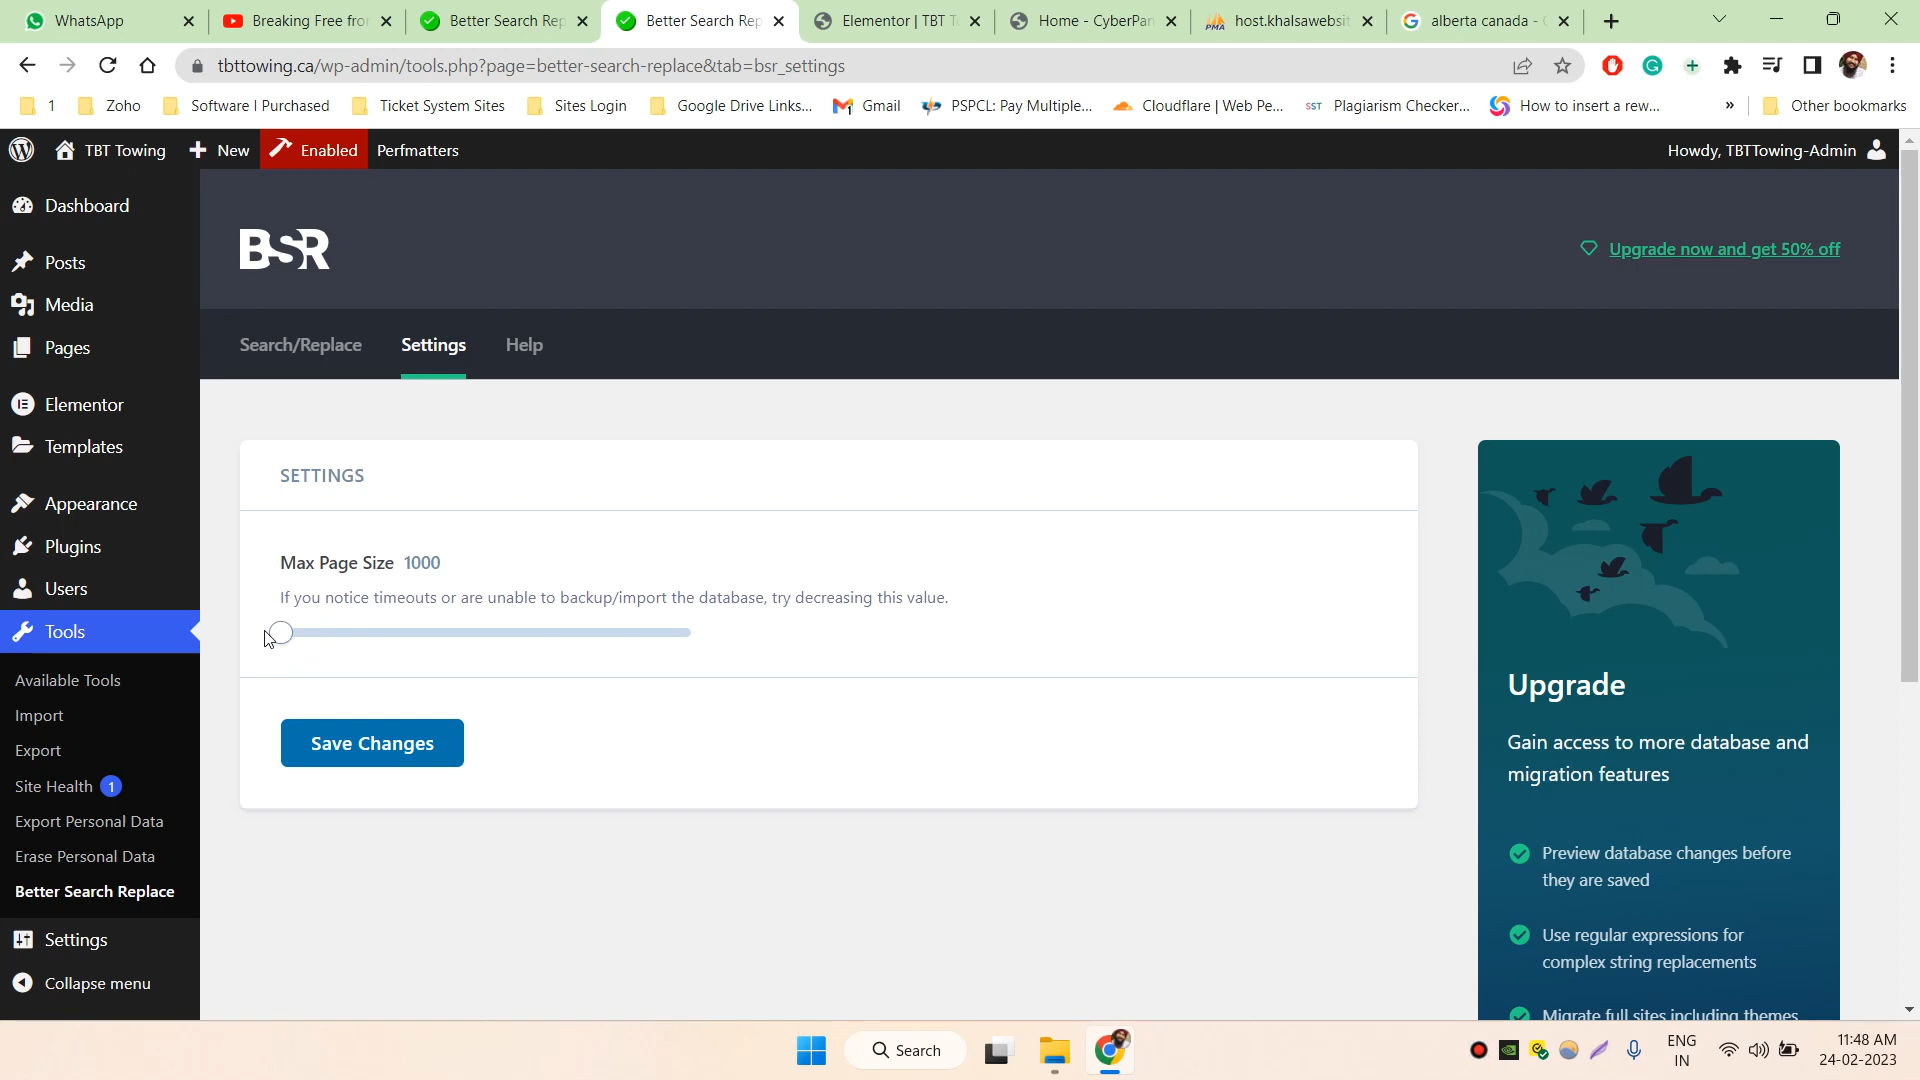 WhatsApp
Breaking Free fro
Better Search Rep
Better Search Rep
Elementor | TBT T
Home - CyberPan
host.khalsawebsit
alberta canada -
tbttowing.ca/wp-admin/tools.php?page=better-search-replace&tab=bsr_settings
1
Zoho
Software I Purchased
Ticket System Sites
Sites Login
Google Drive Links...
Gmail
PSPCL: Pay Multiple...
Cloudflare | Web Pe...
SST
Plagiarism Checker...
How to insert a rew...
»
Other bookmarks
TBT Towing
New
Enabled
Perfmatters
Howdy, TBTTowing-Admin
Dashboard
Posts
Media
Pages
Elementor
Templates
Appearance
Plugins
Users
Tools
Available Tools
Import
Export
Site Health 1
Export Personal Data
Erase Personal Data
Better Search Replace
Settings
Collapse menu
BSR
Upgrade now and get 50% off
Search/Replace
Settings
Help
SETTINGS
Max Page Size 1000
If you notice timeouts or are unable to backup/import the database, try decreasing this value.
Save Changes
Upgrade
Gain access to more database and
migration features
Preview database changes before
they are saved
Use regular expressions for
complex string replacements
Migrate full sites including themes
Search
ENG
IN
11:48 AM
24-02-2023